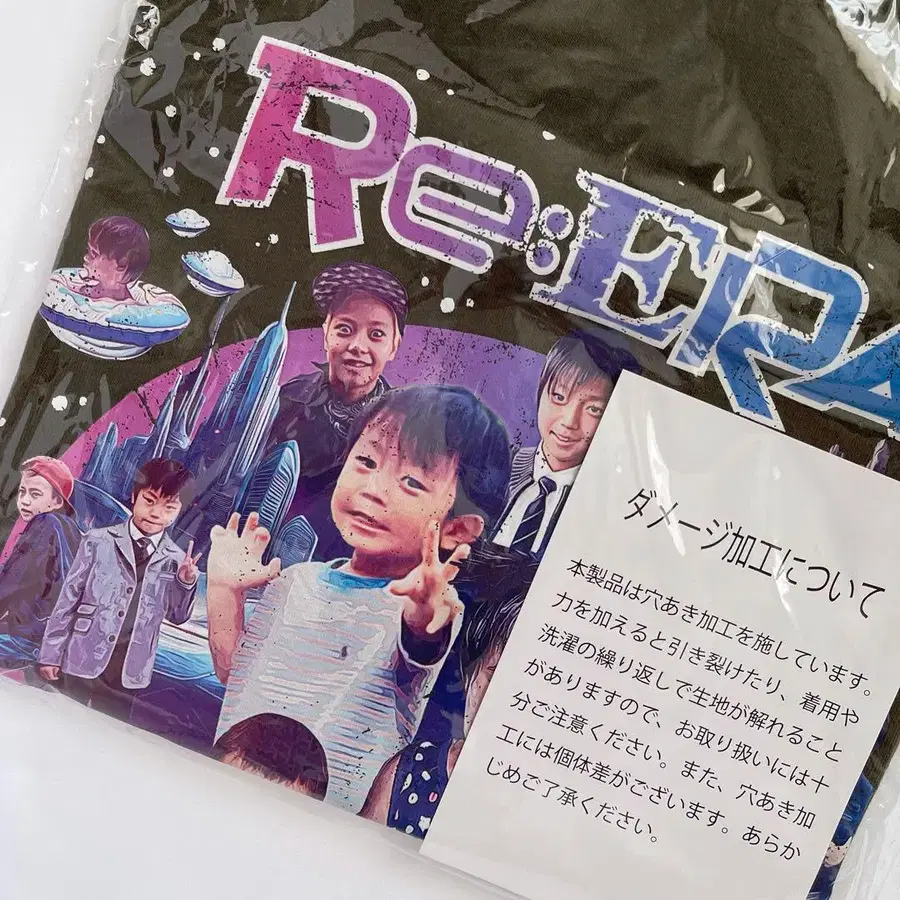 Re:ERA
ダメージ加工について
本製品は穴あき加工を施しています。
力を加えると引き裂けたり、着用や
洗濯の繰り返しで生地が解れること
がありますので、お取り扱いには十
分ご注意ください。また、穴あき加
工には個体差がございます。あらか
じめご了承ください。